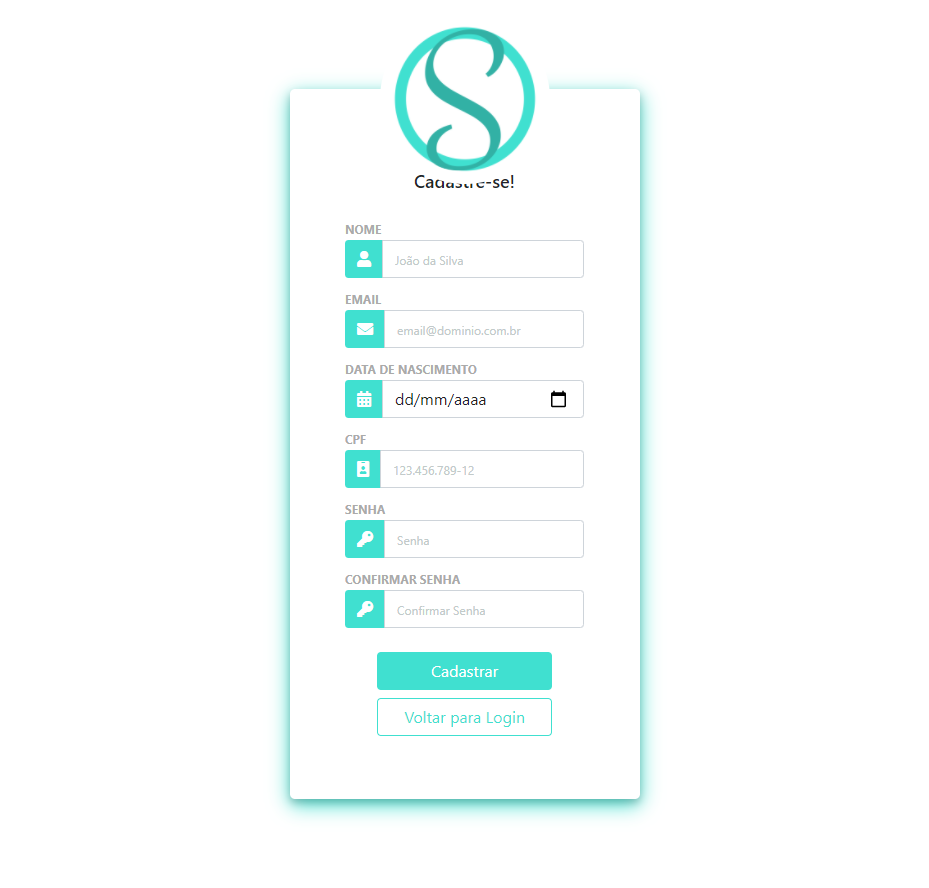 S
Cadastre-se!
NOME
João da Silva
EMAIL
email@dominio.com.br
DATA DE NASCIMENTO
dd/mm/aaaa
CPF
123.456.789-12
SENHA
Senha
CONFIRMAR SENHA
Confirmar Senha
Cadastrar
Voltar para Login